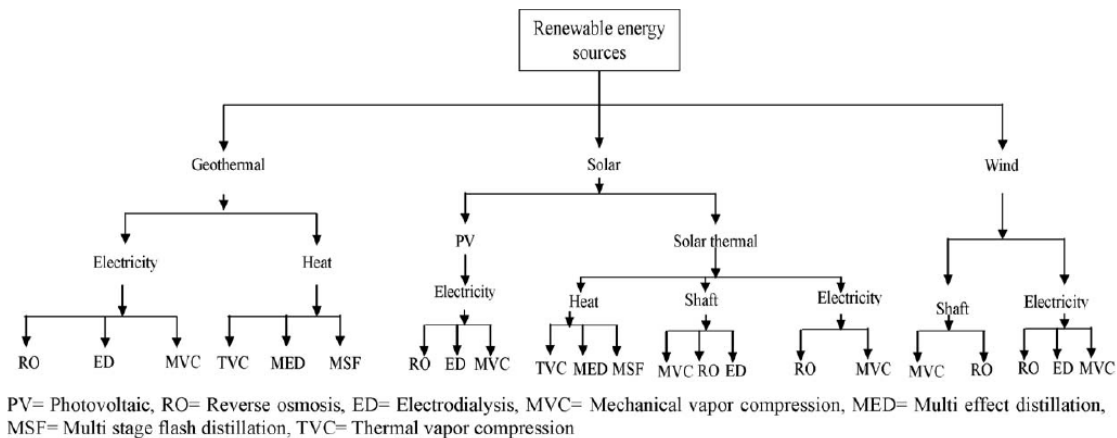 Renewable energy
sources
Geothermal
Solar
Wind
PV
Solar thermal
Electricity
Heat
Electricity
Heat
Shaft
Electricity
Shaft
Electricity
RO
ED
MVC
TVC
MED
MSF
RO
ED
MVC
TVC
MED
MSF
MVC
RO
ED
RO
MVC
MVC
RO
RO
ED
MVC
PV= Photovoltaic, RO= Reverse osmosis, ED= Electrodialysis, MVC= Mechanical vapor compression, MED= Multi effect distillation,
MSF= Multi stage flash distillation, TVC= Thermal vapor compression